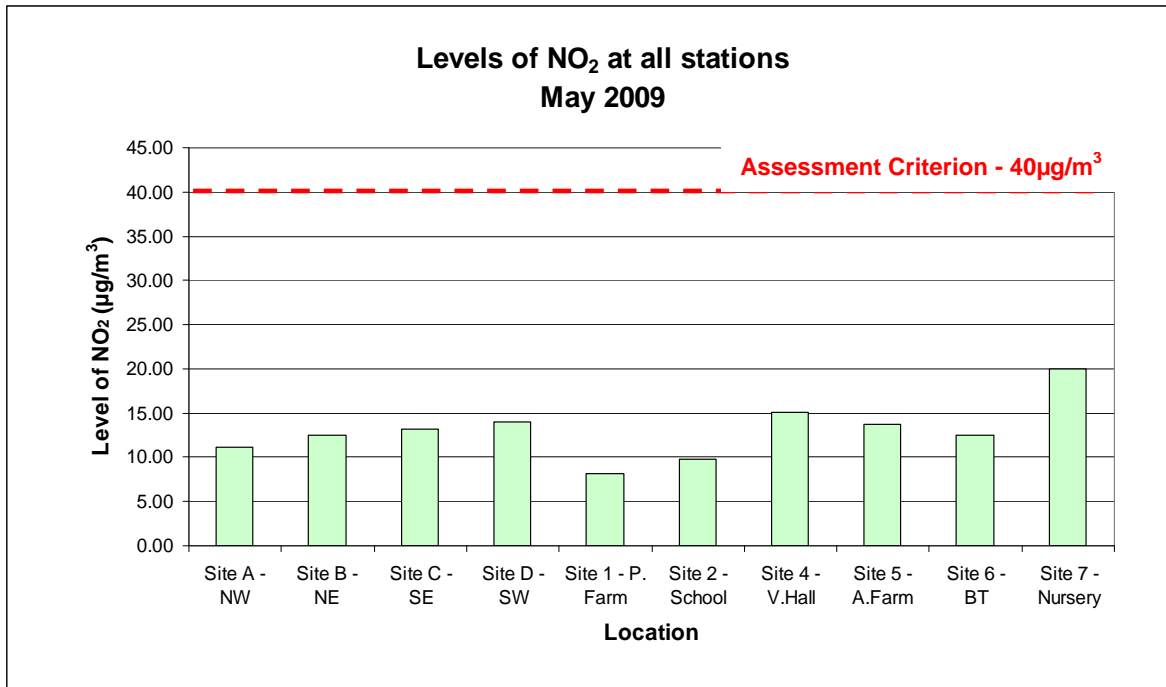 Levels of NO₂ at all stations
May 2009
Assessment Criterion - 40µg/m³
Level of NO₂ (µg/m³)
45.00
40.00
35.00
30.00
25.00
20.00
15.00
10.00
5.00
0.00
Site A - NW
Site B - NE
Site C - SE
Site D - SW
Site 1 - P. Farm
Site 2 - School
Site 4 - V.Hall
Site 5 - A.Farm
Site 6 - BT
Site 7 - Nursery
Location